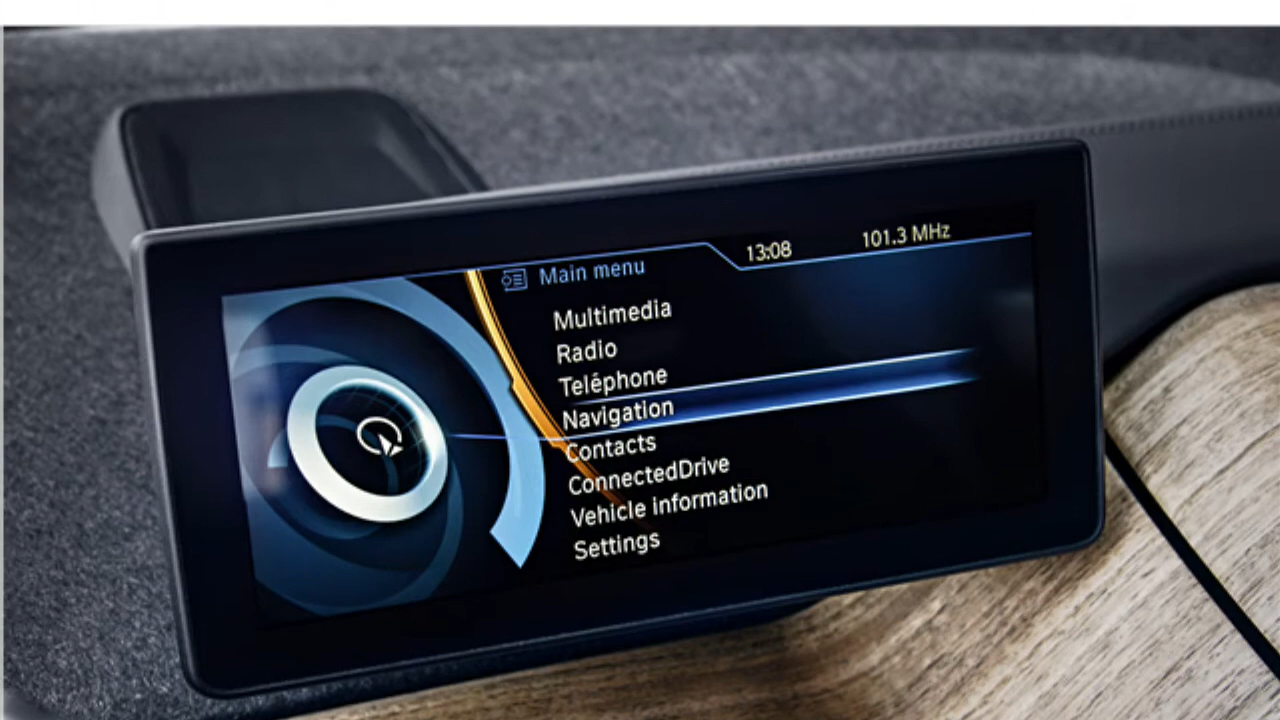 Main menu
13:08
101.3 MHz
Multimedia
Radio
Teléphone
Navigation
Contacts
ConnectedDrive
Vehicle information
Settings